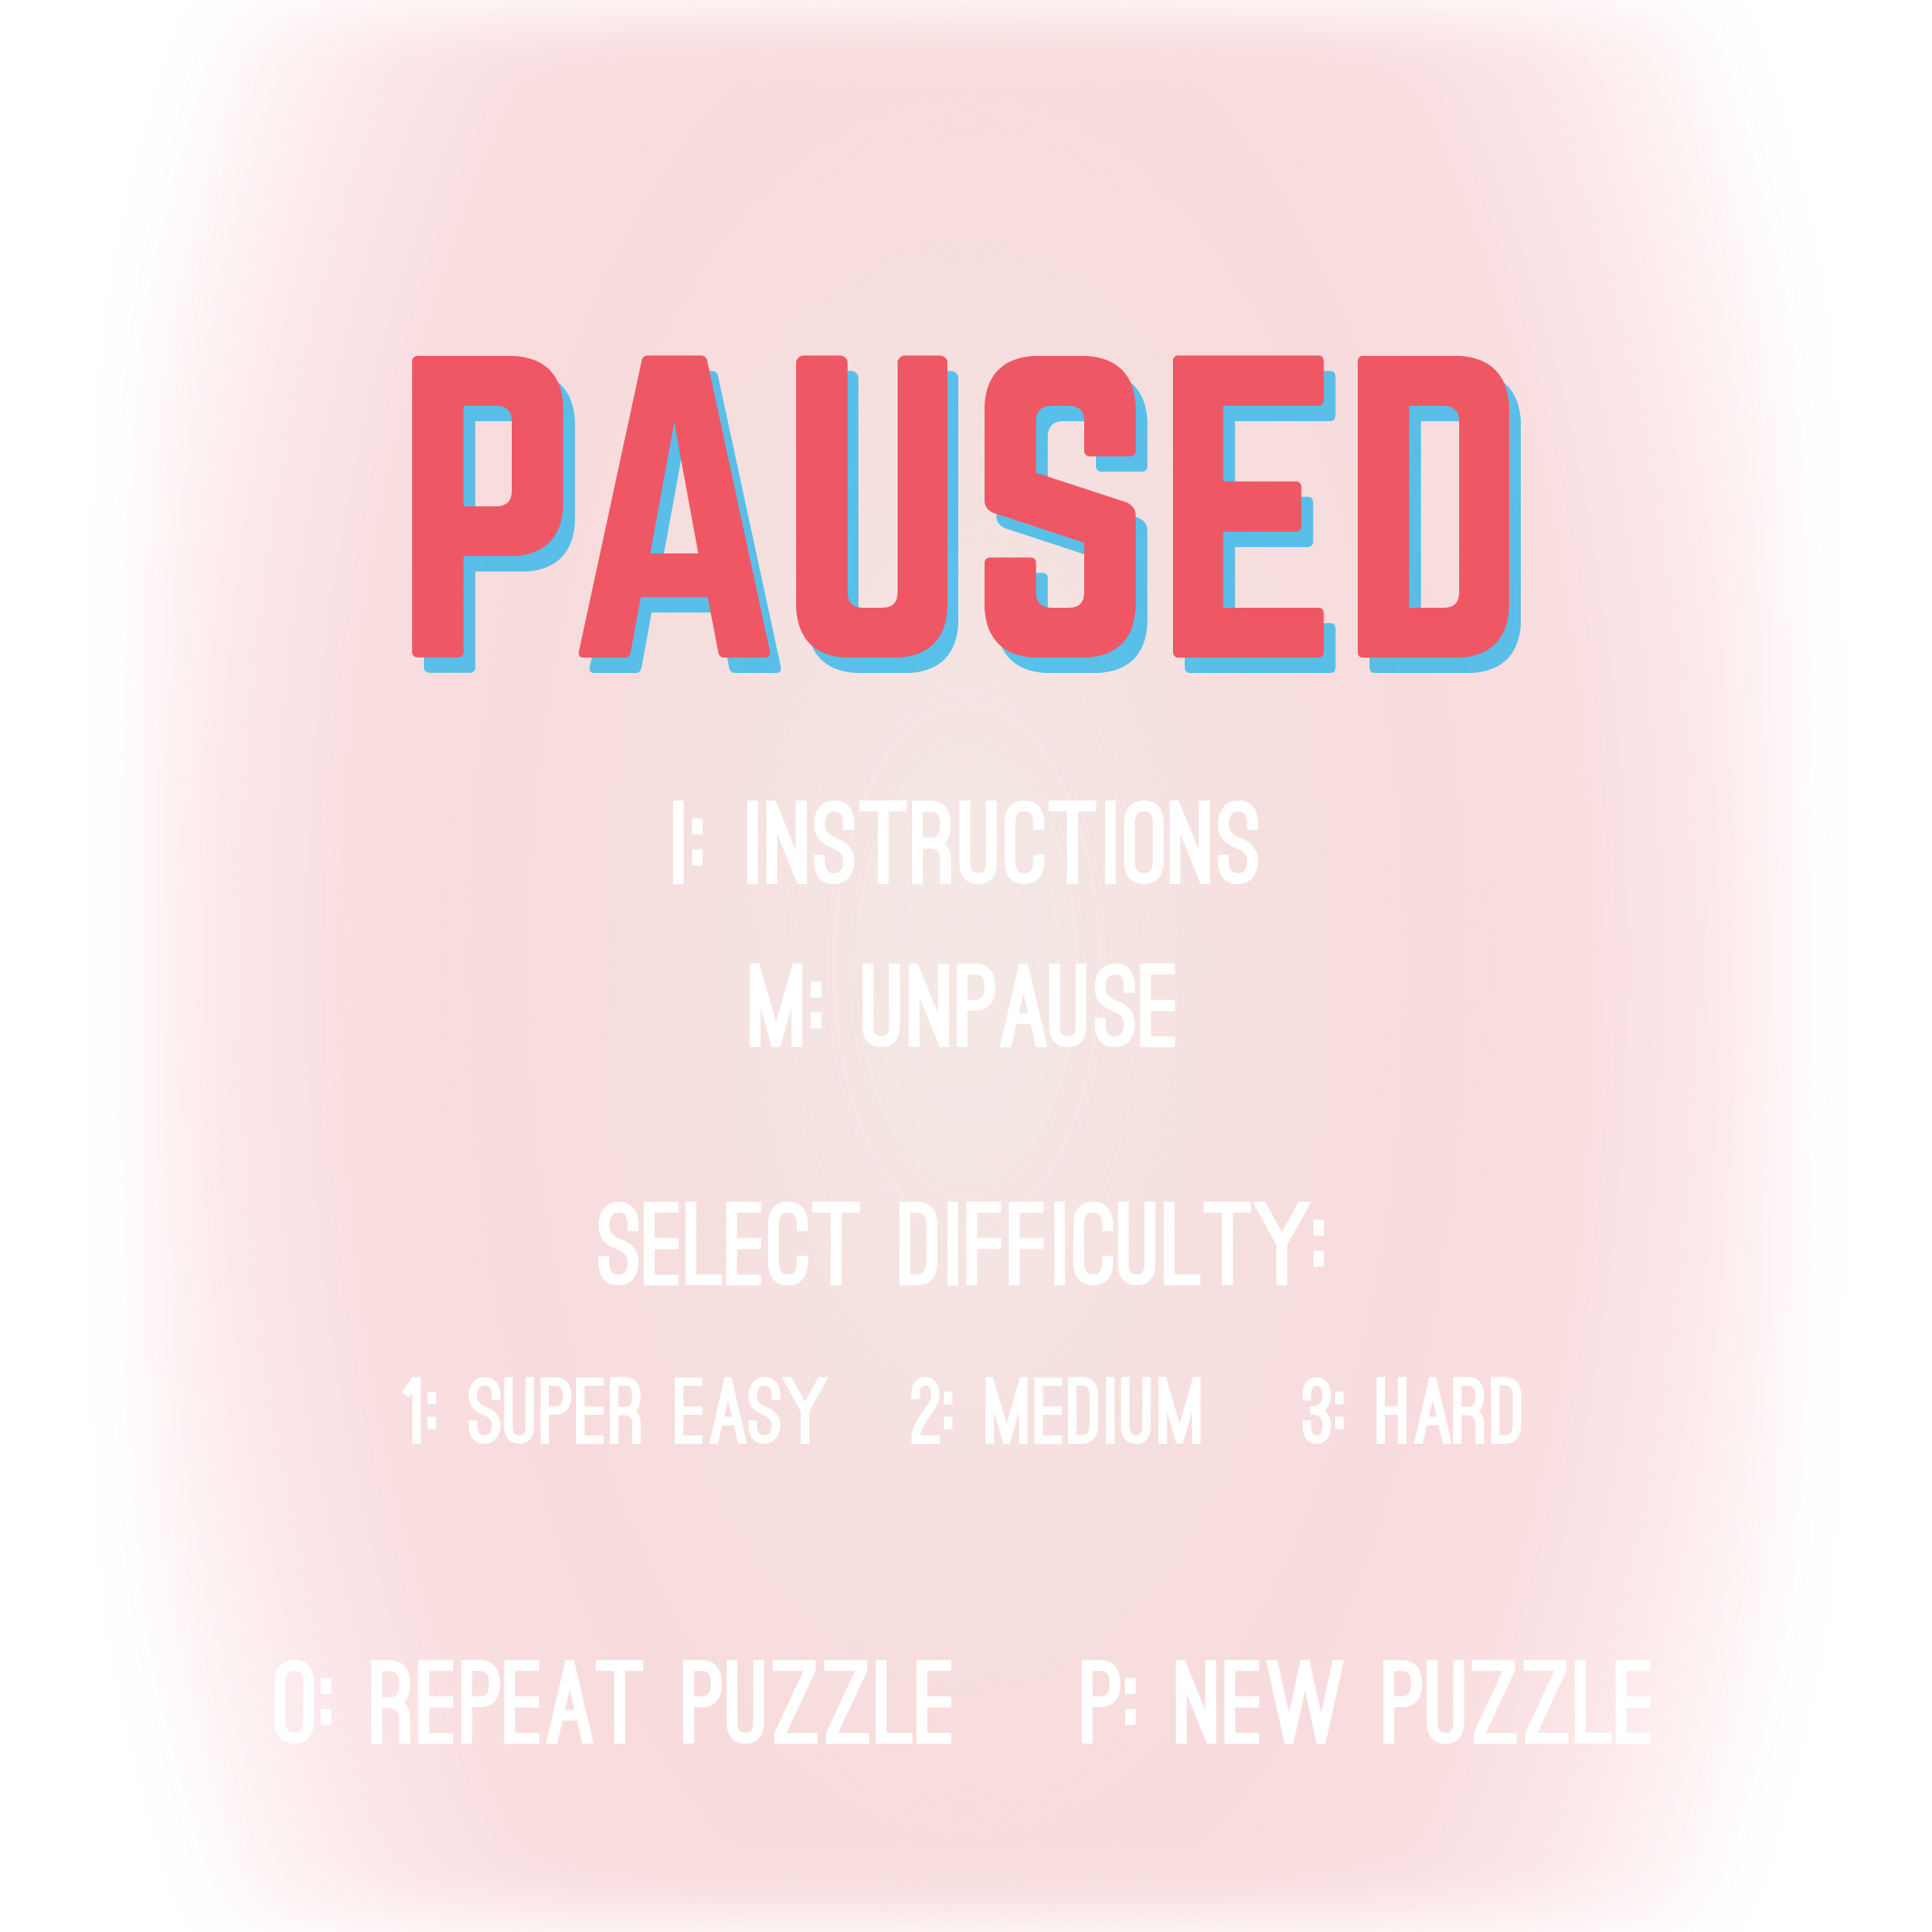 PAUSED
I: INSTRUCTIONS
M: UNPAUSE
SELECT DIFFICULTY:
1: SUPER EASY 2: MEDIUM 3: HARD
O: REPEAT PUZZLE P: NEW PUZZLE